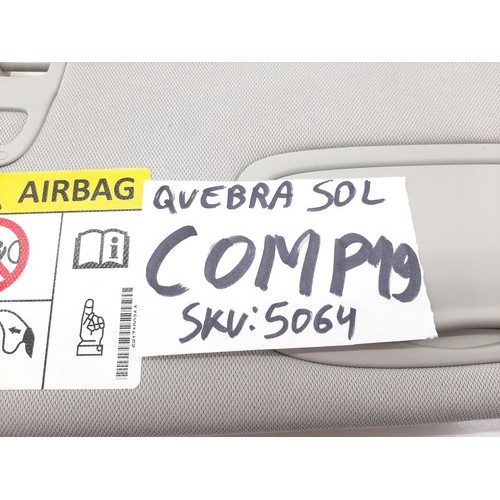 AIRBAG
QUEBRA SOL
COMP19
SKU:5064